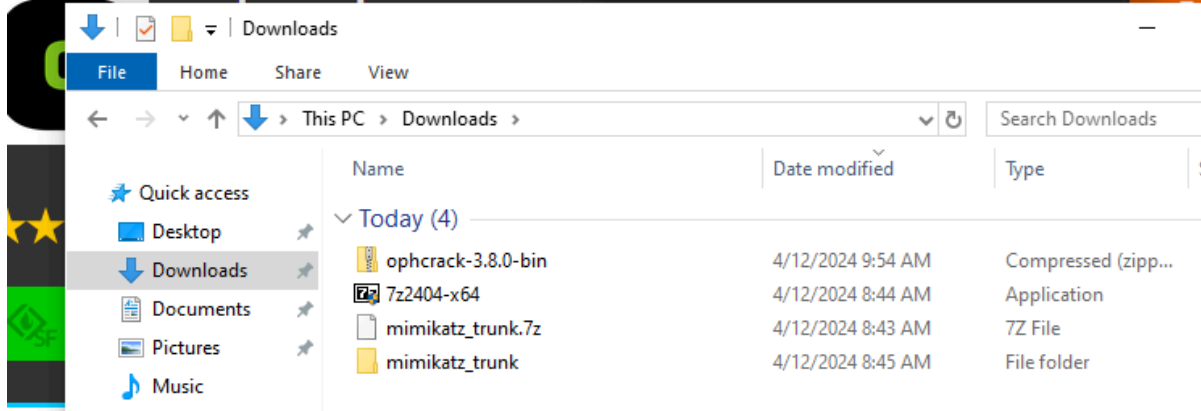 Downloads
File Home Share View
This PC > Downloads > Search Downloads
Name Date modified Type
Quick access
Today (4)
Desktop
ophcrack-3.8.0-bin 4/12/2024 9:54 AM Compressed (zipp...
Downloads
7z2404-x64 4/12/2024 8:44 AM Application
Documents
mimikatz_trunk.7z 4/12/2024 8:43 AM 7Z File
Pictures
mimikatz_trunk 4/12/2024 8:45 AM File folder
Music
SF